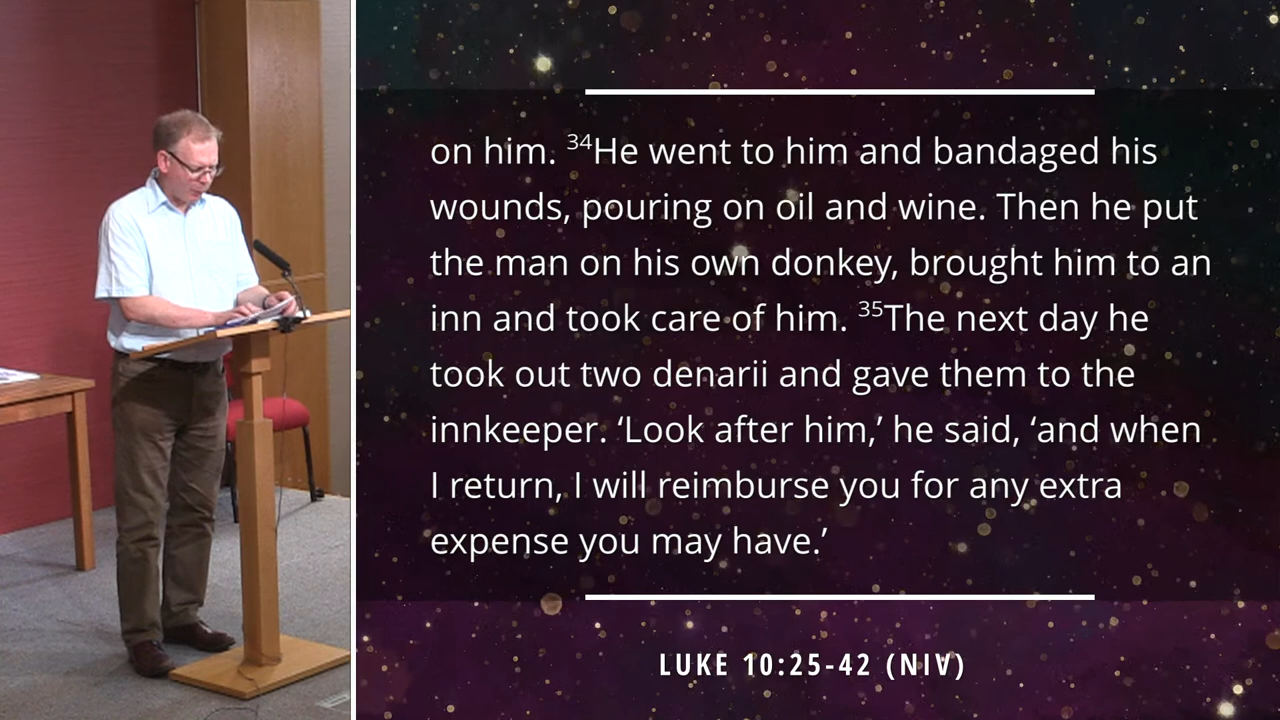 on him. ³⁴He went to him and bandaged his
wounds, pouring on oil and wine. Then he put
the man on his own donkey, brought him to an
inn and took care of him. ³⁵The next day he
took out two denarii and gave them to the
innkeeper. ‘Look after him,’ he said, ‘and when
I return, I will reimburse you for any extra
expense you may have.’
LUKE 10:25-42 (NIV)